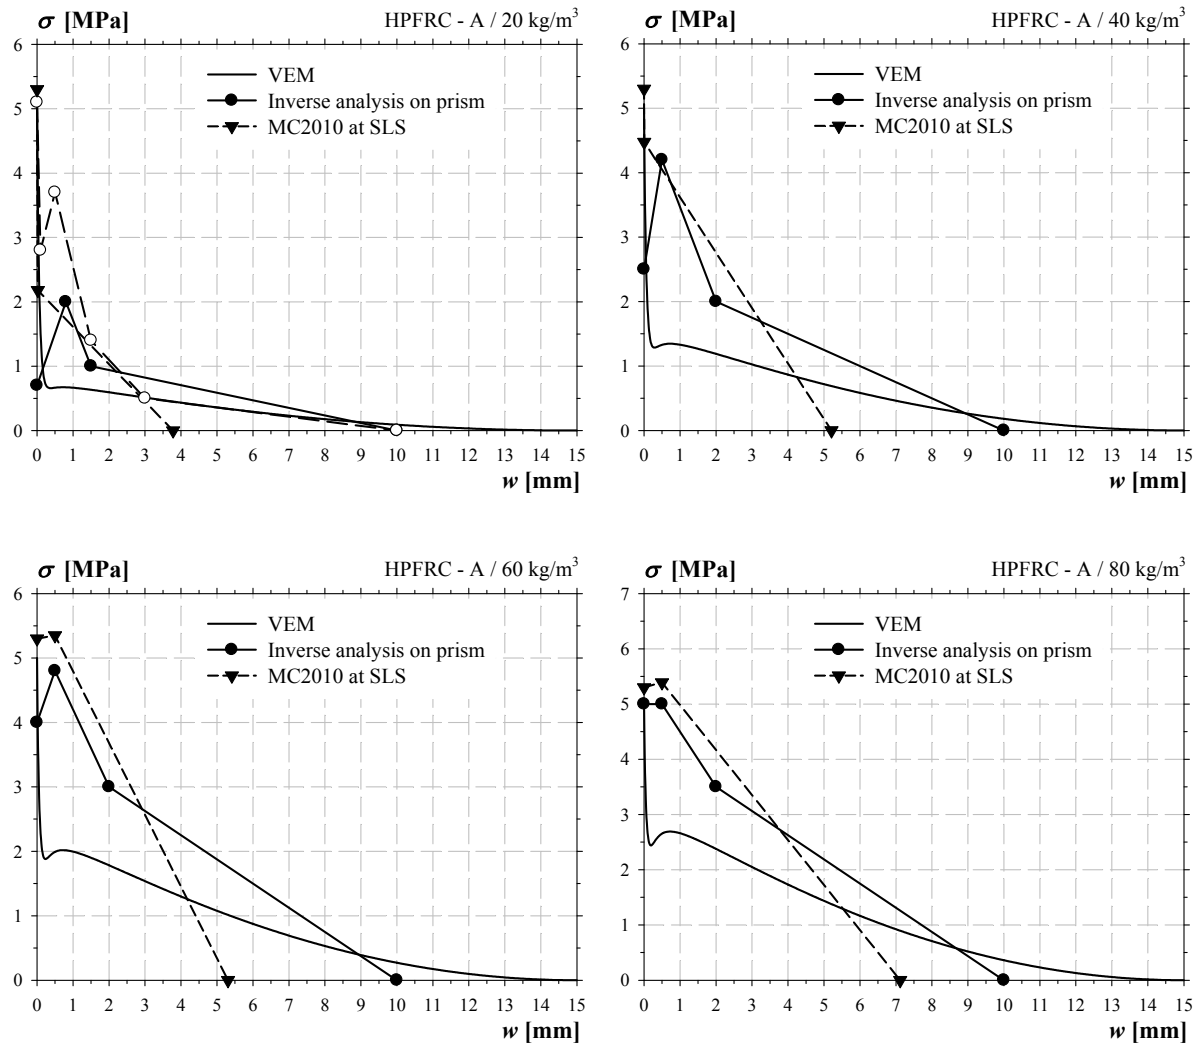 σ [MPa]
HPFRC - A / 20 kg/m³
6
5
4
3
2
1
0
VEM
Inverse analysis on prism
MC2010 at SLS
0 1 2 3 4 5 6 7 8 9 10 11 12 13 14 15
w [mm]
σ [MPa]
HPFRC - A / 40 kg/m³
6
5
4
3
2
1
0
VEM
Inverse analysis on prism
MC2010 at SLS
0 1 2 3 4 5 6 7 8 9 10 11 12 13 14 15
w [mm]
σ [MPa]
HPFRC - A / 60 kg/m³
6
5
4
3
2
1
0
VEM
Inverse analysis on prism
MC2010 at SLS
0 1 2 3 4 5 6 7 8 9 10 11 12 13 14 15
w [mm]
σ [MPa]
HPFRC - A / 80 kg/m³
7
6
5
4
3
2
1
0
VEM
Inverse analysis on prism
MC2010 at SLS
0 1 2 3 4 5 6 7 8 9 10 11 12 13 14 15
w [mm]